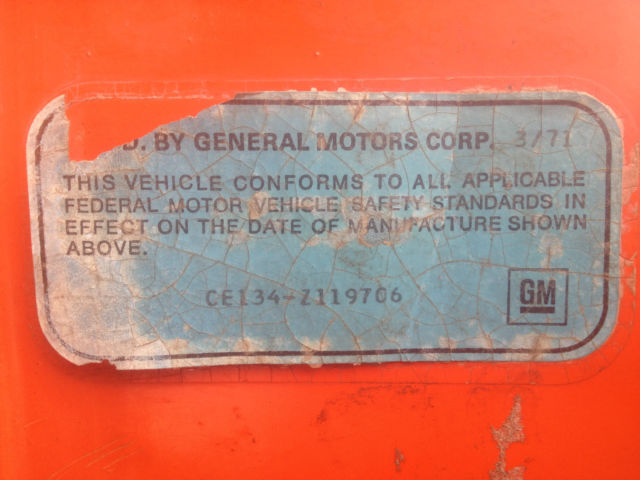 D. BY GENERAL MOTORS CORP. 3/71
THIS VEHICLE CONFORMS TO ALL APPLICABLE
FEDERAL MOTOR VEHICLE SAFETY STANDARDS IN
EFFECT ON THE DATE OF MANUFACTURE SHOWN
ABOVE.
CE134-Z119706
GM